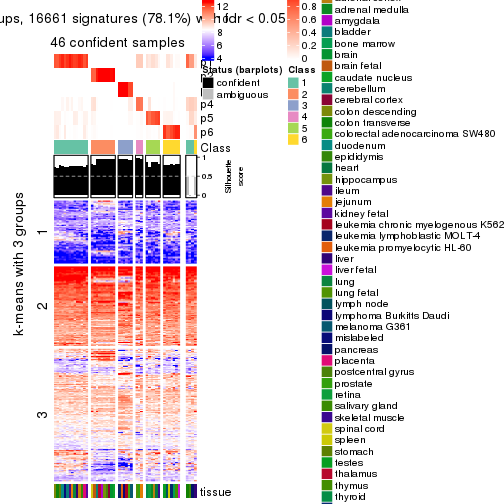 ups, 16661 signatures (78.1%) with fdr < 0.05
46 confident samples
p4
p5
p6
Class
1
0.5
0
Silhouette
score
k-means with 3 groups
1
2
3
tissue
12
10
6
4
Status (barplots)
confident
ambiguous
0.8
0.6
0.4
0.2
0
Class
1
2
3
4
5
6
adrenal medulla
amygdala
bladder
bone marrow
brain
brain fetal
caudate nucleus
cerebellum
cerebral cortex
colon descending
colon transverse
colorectal adenocarcinoma SW480
duodenum
epididymis
heart
hippocampus
ileum
jejunum
kidney fetal
leukemia chronic myelogenous K562
leukemia lymphoblastic MOLT-4
leukemia promyelocytic HL-60
liver
liver fetal
lung
lung fetal
lymph node
lymphoma Burkitts Daudi
melanoma G361
mislabeled
pancreas
placenta
postcentral gyrus
prostate
retina
salivary gland
skeletal muscle
spinal cord
spleen
stomach
testes
thalamus
thymus
thyroid